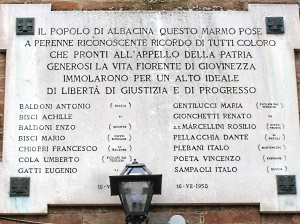 IL POPOLO DI ALBACINA QUESTO MARMO POSE
A PERENNE RICONOSCENTE RICORDO DI TUTTI COLORO
CHE PRONTI ALL'APPELLO DELLA PATRIA
GENEROSI LA VITA FIORENTE DI GIOVINEZZA
IMMOLARONO PER UN ALTO IDEALE
DI LIBERTÁ DI GIUSTIZIA E DI PROGRESSO
BALDONI ANTONIO
BISCI ACHILLE
BALDONI ENZO
BISCI MARIO
CHIORRI FRANCESCO
COLA UMBERTO
GATTI EUGENIO
GENTILUCCI MARIA
GIONCHETTI RENATO
MARCELLINI ROSILIO
PELLACCHIA DANTE
PLEBANI ITALO
POETA VINCENZO
SAMPAOLI ITALO
16-VII-1950